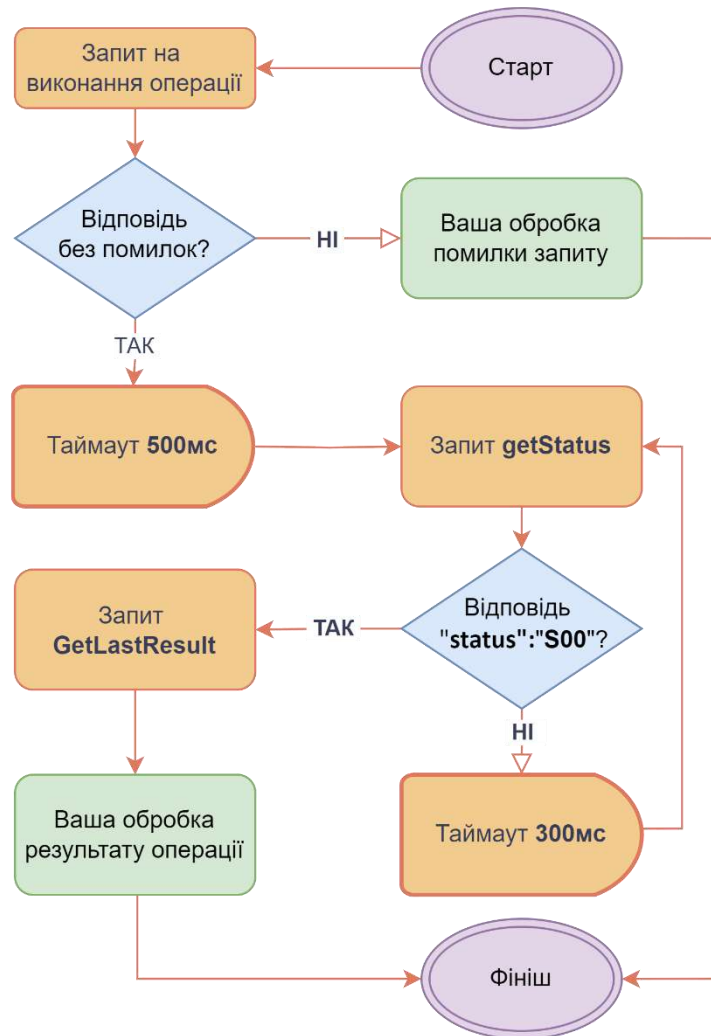 Запит на
виконання операції
Старт
Відповідь
без помилок?
НІ
Ваша обробка
помилки запиту
ТАК
Таймаут 500мс
Запит getStatus
Запит
GetLastResult
ТАК
Відповідь
"status":"S00"?
НІ
Ваша обробка
результату операції
Таймаут 300мс
Фініш